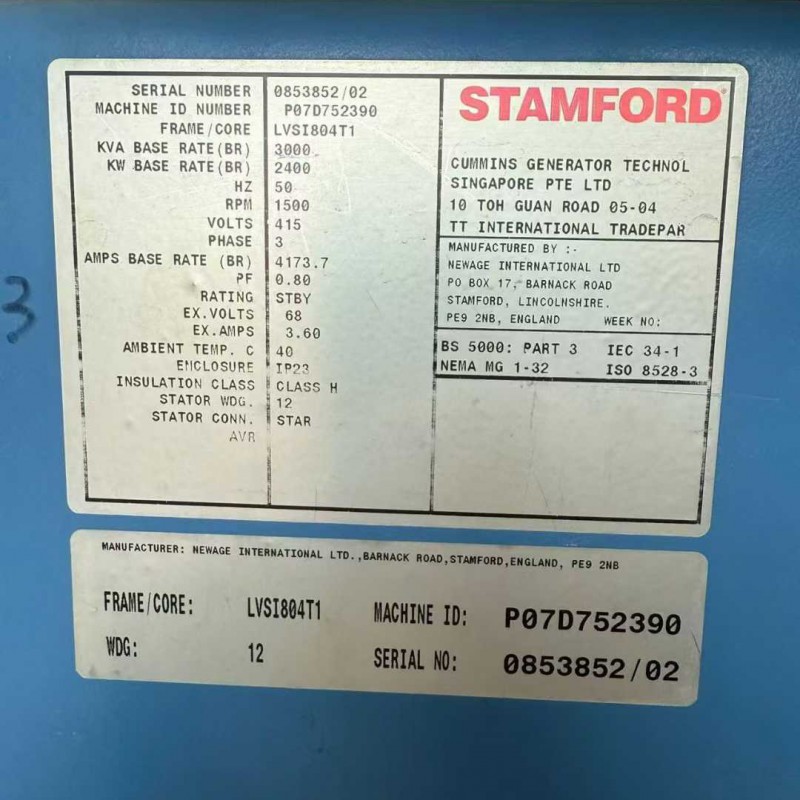 3
SERIAL NUMBER 0853852/02
MACHINE ID NUMBER P07D752390
FRAME/CORE LVSI804T1
KVA BASE RATE(BR) 3000
KW BASE RATE(BR) 2400
HZ 50
RPM 1500
VOLTS 415
PHASE 3
AMPS BASE RATE (BR) 4173.7
PF 0.80
RATING STBY
EX.VOLTS 68
EX.AMPS 3.60
AMBIENT TEMP. C 40
ENCLOSURE IP23
INSULATION CLASS CLASS H
STATOR WDG. 12
STATOR CONN. STAR
AVR
STAMFORD
CUMMINS GENERATOR TECHNOL
SINGAPORE PTE LTD
10 TOH GUAN ROAD 05-04
TT INTERNATIONAL TRADEPAR
MANUFACTURED BY :-
NEWAGE INTERNATIONAL LTD
PO BOX 17, BARNACK ROAD
STAMFORD, LINCOLNSHIRE.
PE9 2NB, ENGLAND WEEK NO:
BS 5000: PART 3 IEC 34-1
NEMA MG 1-32 ISO 8528-3
MANUFACTURER: NEWAGE INTERNATIONAL LTD.,BARNACK ROAD,STAMFORD,ENGLAND, PE9 2NB
FRAME/CORE: LVSI804T1 MACHINE ID: P07D752390
WDG: 12 SERIAL NO: 0853852/02